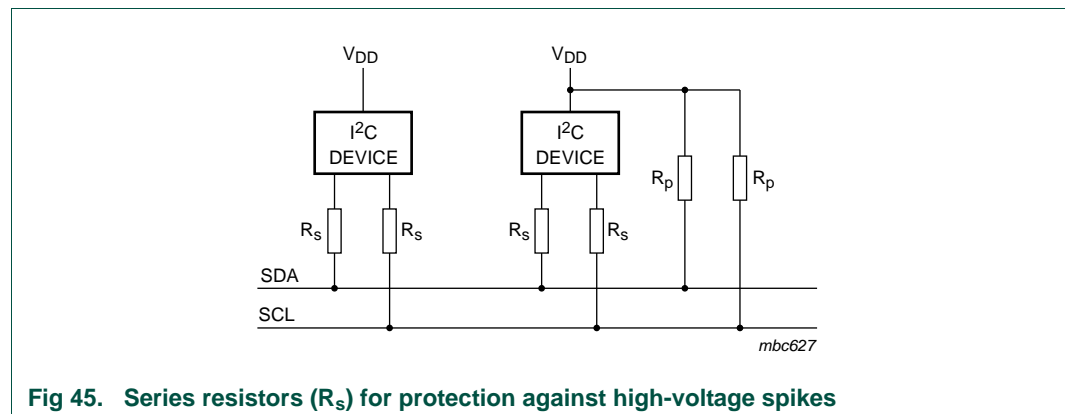 VDD VDD
I2C
DEVICE
I2C
DEVICE
Rp Rp
Rs Rs Rs Rs
SDA
SCL
mbc627
Fig 45. Series resistors (Rs) for protection against high-voltage spikes